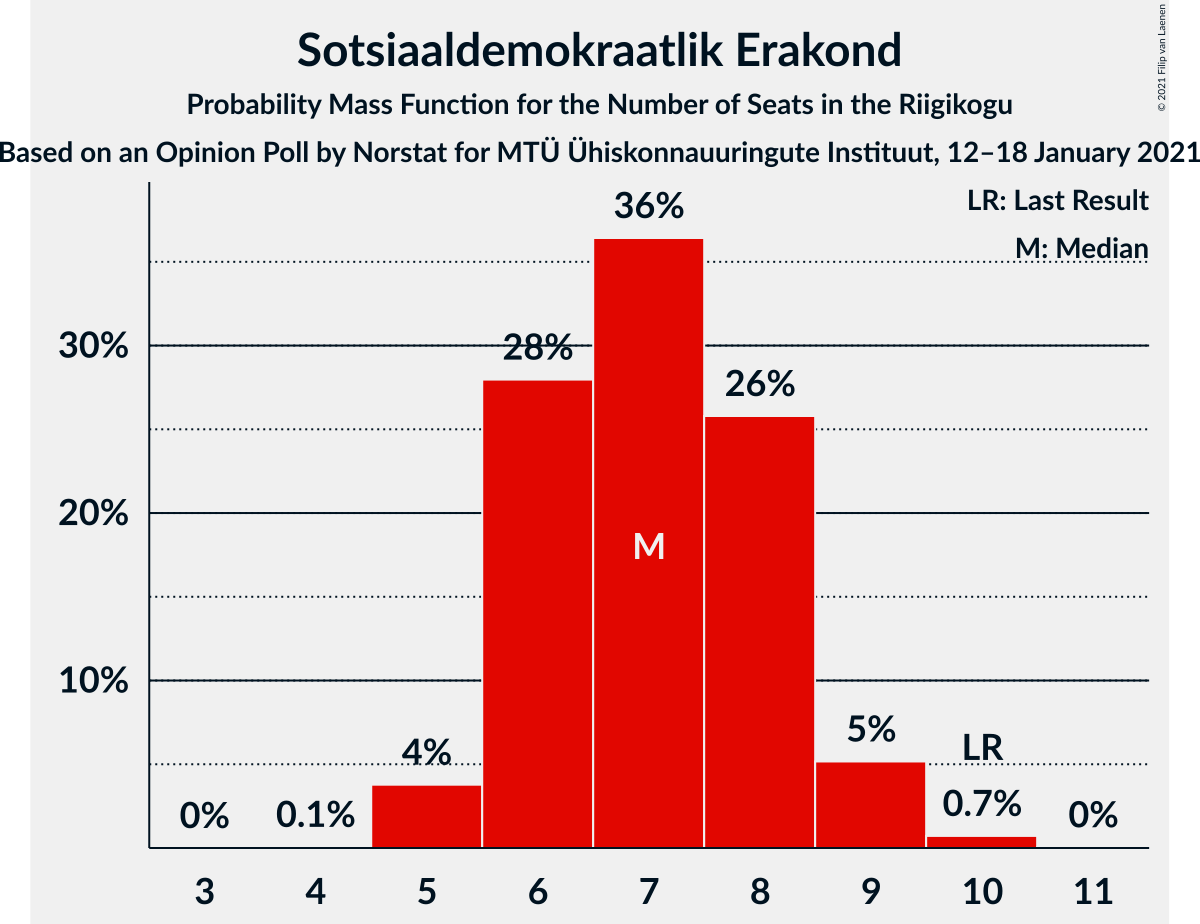 Sotsiaaldemokraatlik Erakond
Probability Mass Function for the Number of Seats in the Riigikogu
Based on an Opinion Poll by Norstat for MTÜ Ühiskonnauuringute Instituut, 12–18 January 2021
© 2021 Filip van Laenen
LR: Last Result
M: Median
36%
30%
28%
26%
20%
M
10%
5%
4%
LR
0%
0.1%
0.7%
0%
3 4 5 6 7 8 9 10 11